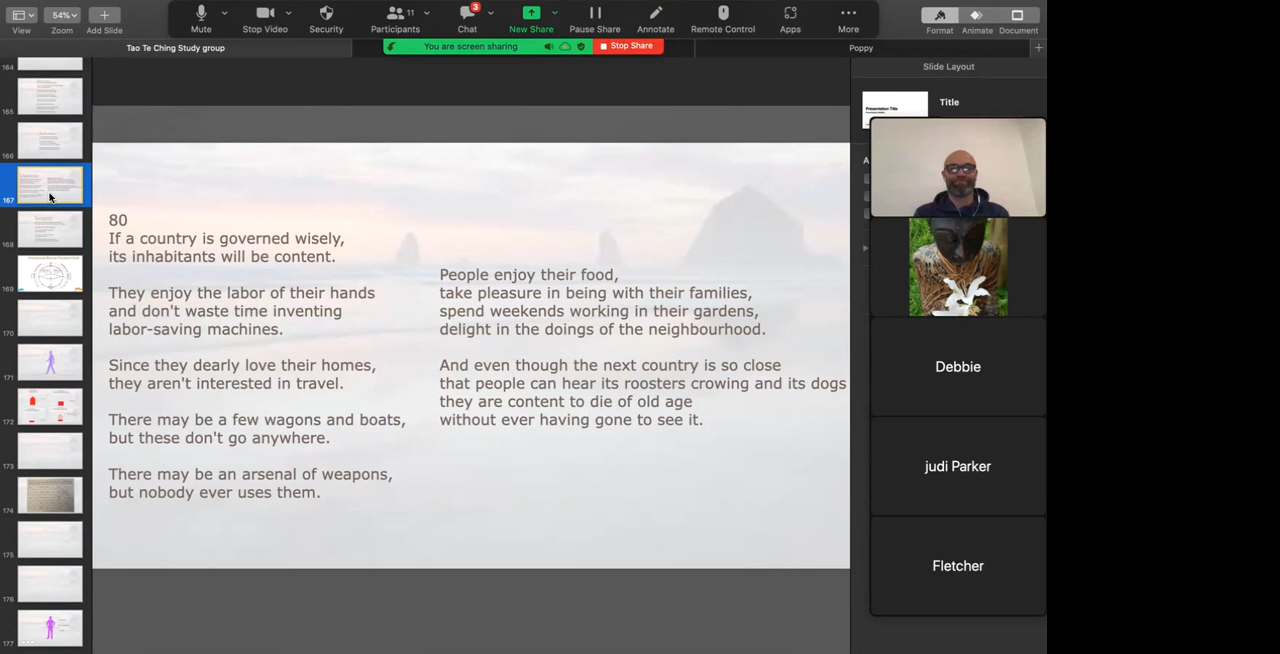 54%
View
Zoom
Add Slide
Mute
Stop Video
Security
11
Participants
3
Chat
New Share
Pause Share
Annotate
Remote Control
Apps
More
Format
Animate
Document
Tao Te Ching Study group
You are screen sharing
Stop Share
Poppy
Slide Layout
Presentation Title
Title
A
164
165
166
167
168
169
170
171
172
173
174
175
176
177
80
If a country is governed wisely,
its inhabitants will be content.
They enjoy the labor of their hands
and don't waste time inventing
labor-saving machines.
Since they dearly love their homes,
they aren't interested in travel.
There may be a few wagons and boats,
but these don't go anywhere.
There may be an arsenal of weapons,
but nobody ever uses them.
People enjoy their food,
take pleasure in being with their families,
spend weekends working in their gardens,
delight in the doings of the neighbourhood.
And even though the next country is so close
that people can hear its roosters crowing and its dogs
they are content to die of old age
without ever having gone to see it.
Debbie
judi Parker
Fletcher